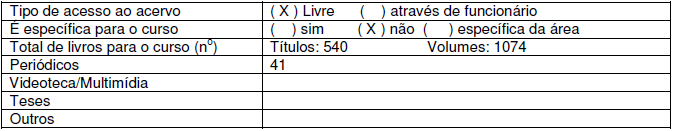 Tipo de acesso ao acervo ( X ) Livre ( ) através de funcionário
É específica para o curso ( ) sim ( X ) não ( ) específica da área
Total de livros para o curso (nº) Títulos: 540 Volumes: 1074
Periódicos 41
Videoteca/Multimídia
Teses
Outros